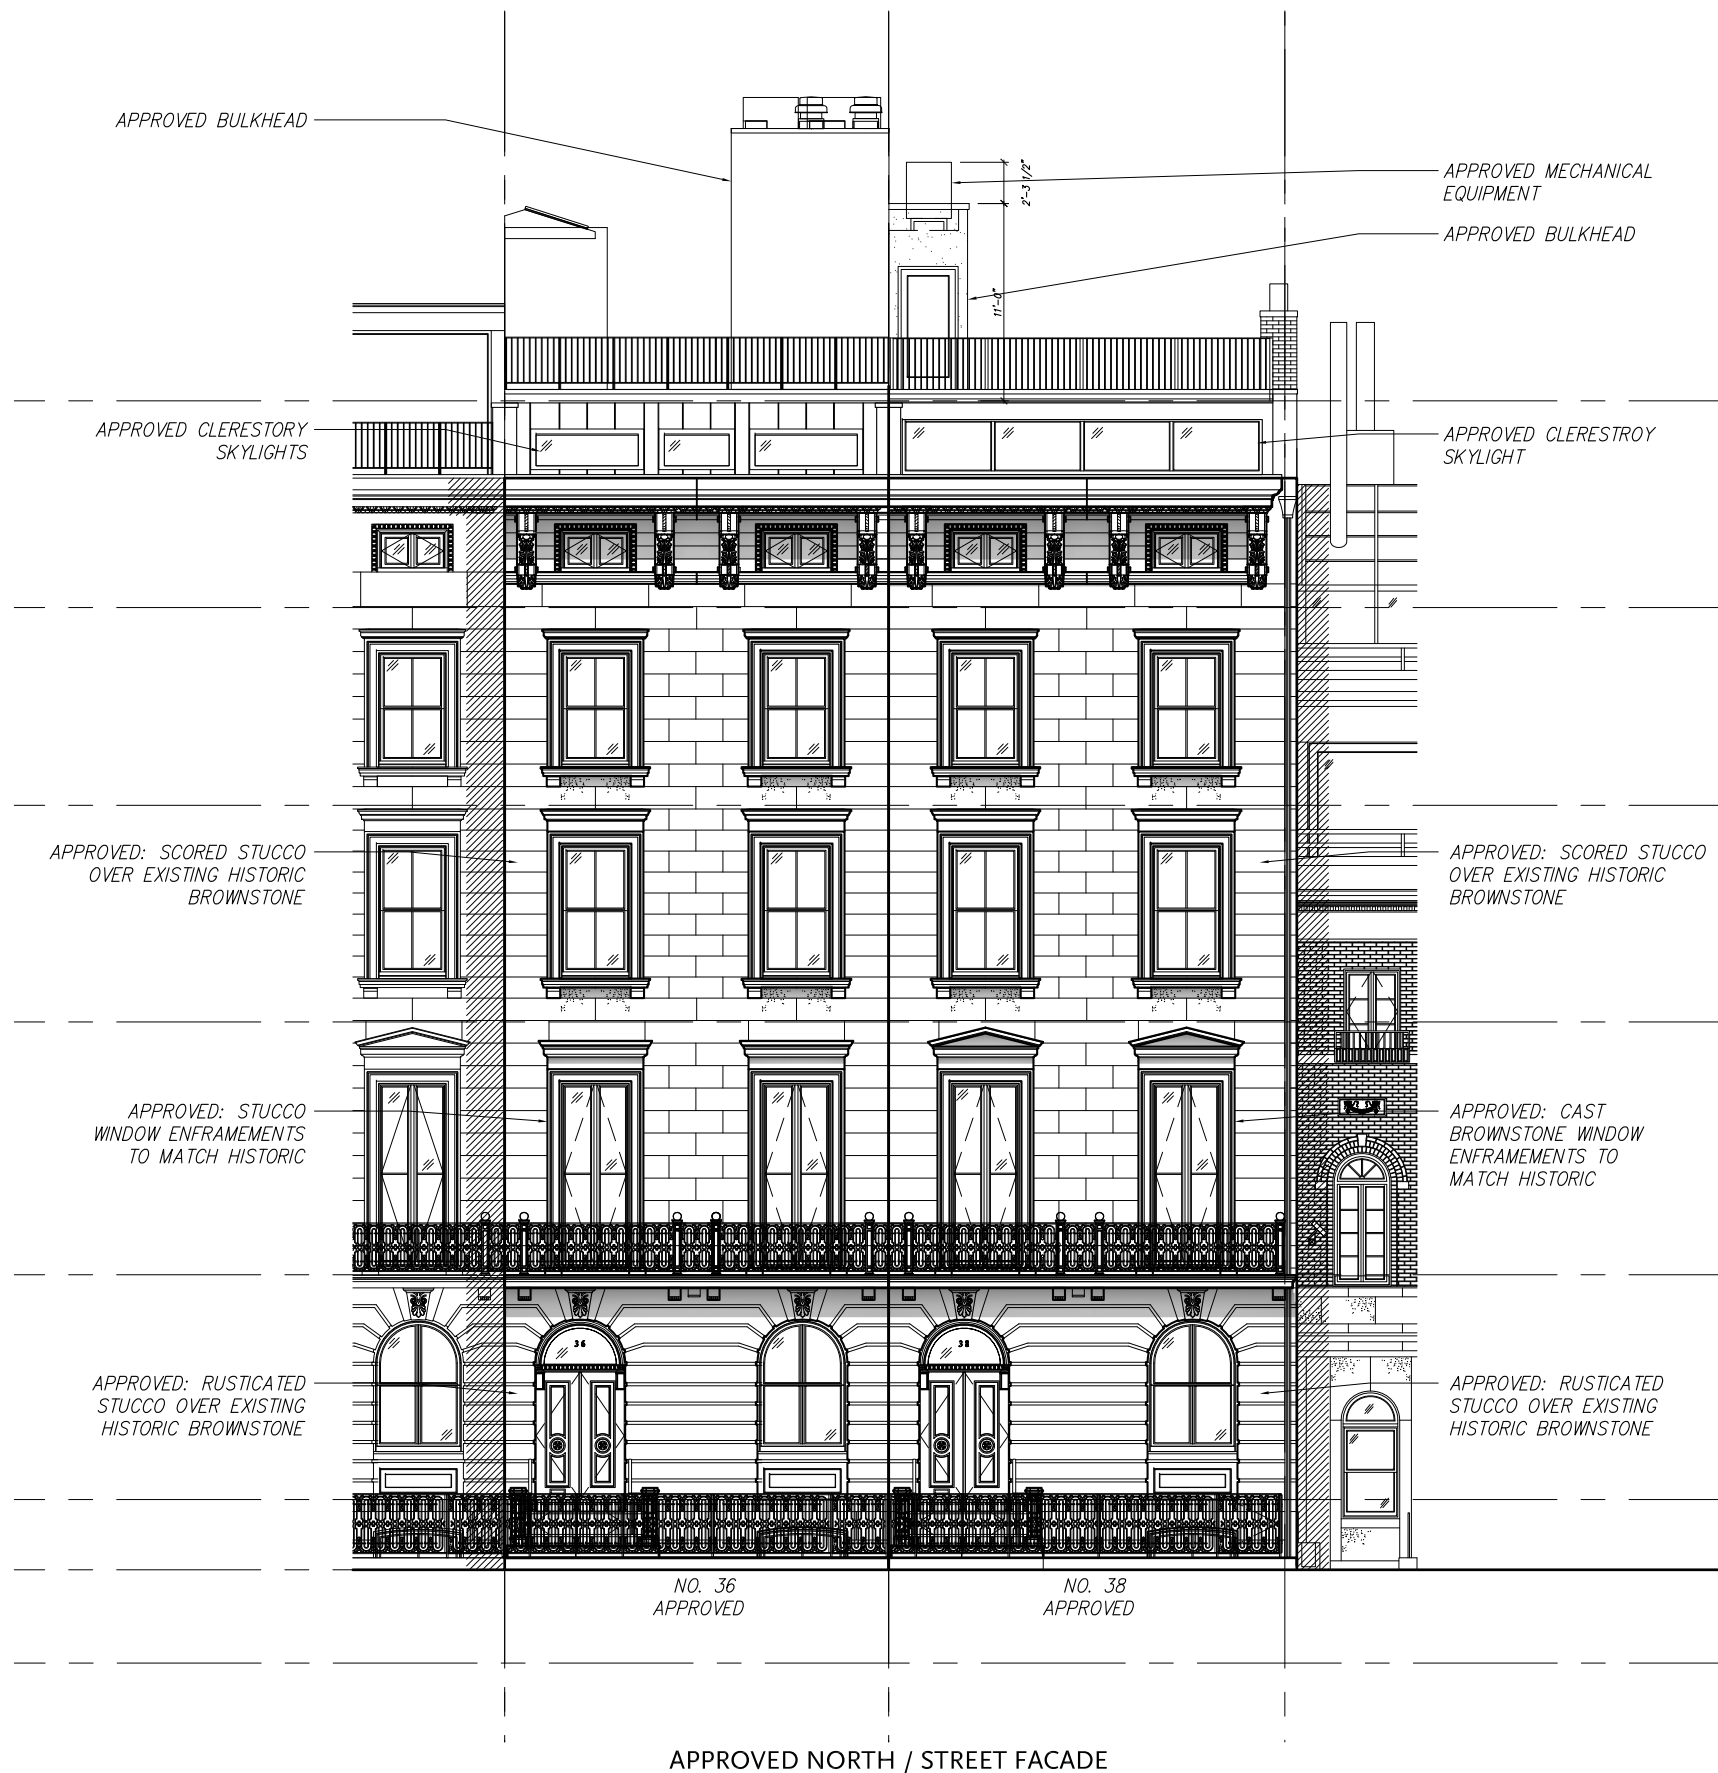 APPROVED BULKHEAD
2'-3 1/2"
APPROVED MECHANICAL
EQUIPMENT
APPROVED BULKHEAD
11'-0"
APPROVED CLERESTORY
SKYLIGHTS
APPROVED CLERESTROY
SKYLIGHT
APPROVED: SCORED STUCCO
OVER EXISTING HISTORIC
BROWNSTONE
APPROVED: SCORED STUCCO
OVER EXISTING HISTORIC
BROWNSTONE
APPROVED: STUCCO
WINDOW ENFRAMEMENTS
TO MATCH HISTORIC
APPROVED: CAST
BROWNSTONE WINDOW
ENFRAMEMENTS TO
MATCH HISTORIC
36
38
APPROVED: RUSTICATED
STUCCO OVER EXISTING
HISTORIC BROWNSTONE
APPROVED: RUSTICATED
STUCCO OVER EXISTING
HISTORIC BROWNSTONE
NO. 36
APPROVED
NO. 38
APPROVED
APPROVED NORTH / STREET FACADE